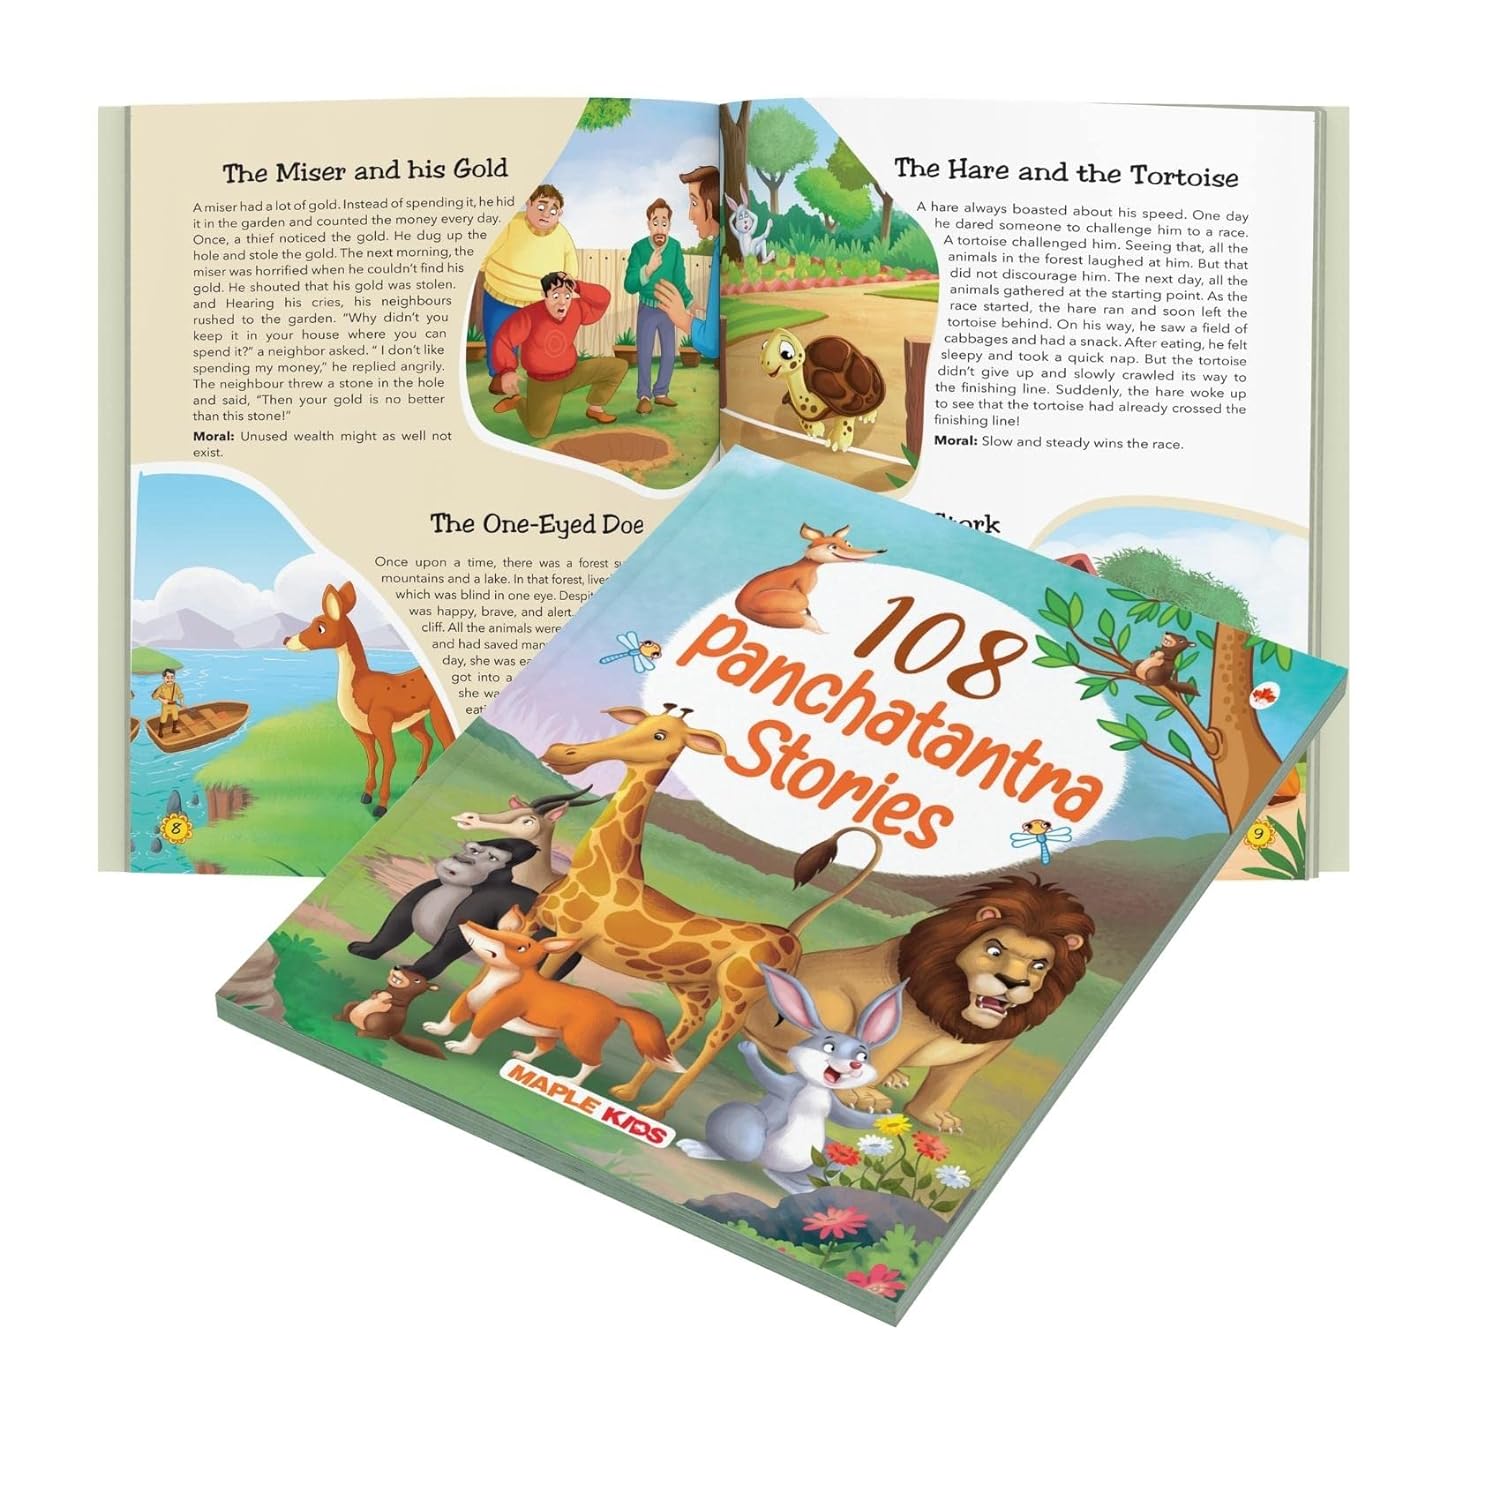 The Miser and his Gold
A miser had a lot of gold. Instead of spending it, he hid
it in the garden and counted the money every day.
Once, a thief noticed the gold. He dug up the
hole and stole the gold. The next morning, the
miser was horrified when he couldn't find his
gold. He shouted that his gold was stolen.
and Hearing his cries, his neighbours
rushed to the garden. "Why didn't you
keep it in your house where you can
spend it?" a neighbor asked. " I don't like
spending my money," he replied angrily.
The neighbour threw a stone in the hole
and said, "Then your gold is no better
than this stone!"
Moral: Unused wealth might as well not
exist.
The One-Eyed Doe
Once upon a time, there was a forest
mountains and a lake. In that forest,
which was blind in one eye.
was happy, brave, and alert.
cliff. All the animals were
and had saved
day, she was
got into a
she
8
The Hare and the Tortoise
A hare always boasted about his speed. One day
he dared someone to challenge him to a race.
A tortoise challenged him. Seeing that, all the
animals in the forest laughed at him. But that
did not discourage him. The next day, all the
animals gathered at the starting point. As the
race started, the hare ran and soon left the
tortoise behind. On his way, he saw a field of
cabbages and had a snack. After eating, he felt
sleepy and took a quick nap. But the tortoise
didn't give up and slowly crawled its way to
the finishing line. Suddenly, the hare woke up
to see that the tortoise had already crossed the
finishing line!
Moral: Slow and steady wins the race.
Stork
9
108
Panchatantra
Stories
MAPLE KIDS